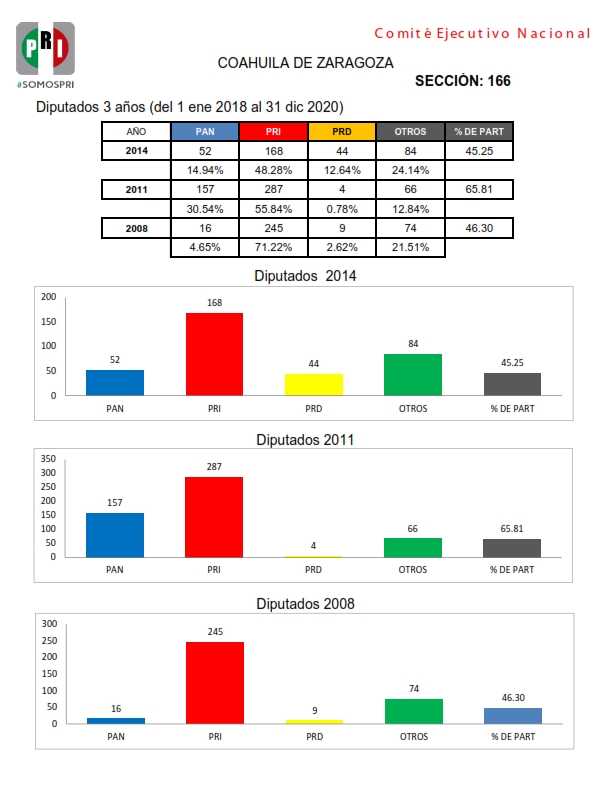 PRI
#SOMOSPRI
Comité Ejecutivo Nacional
COAHUILA DE ZARAGOZA
SECCIÓN: 166
Diputados 3 años (del 1 ene 2018 al 31 dic 2020)
AÑO PAN PRI PRD OTROS % DE PART
2014 52 168 44 84 45.25
14.94% 48.28% 12.64% 24.14%
2011 157 287 4 66 65.81
30.54% 55.84% 0.78% 12.84%
2008 16 245 9 74 46.30
4.65% 71.22% 2.62% 21.51%
Diputados 2014
200
150
100
50
0
52 168 44 84 45.25
PAN PRI PRD OTROS % DE PART
Diputados 2011
350
300
250
200
150
100
50
0
157 287 4 66 65.81
PAN PRI PRD OTROS % DE PART
Diputados 2008
300
250
200
150
100
50
0
16 245 9 74 46.30
PAN PRI PRD OTROS % DE PART